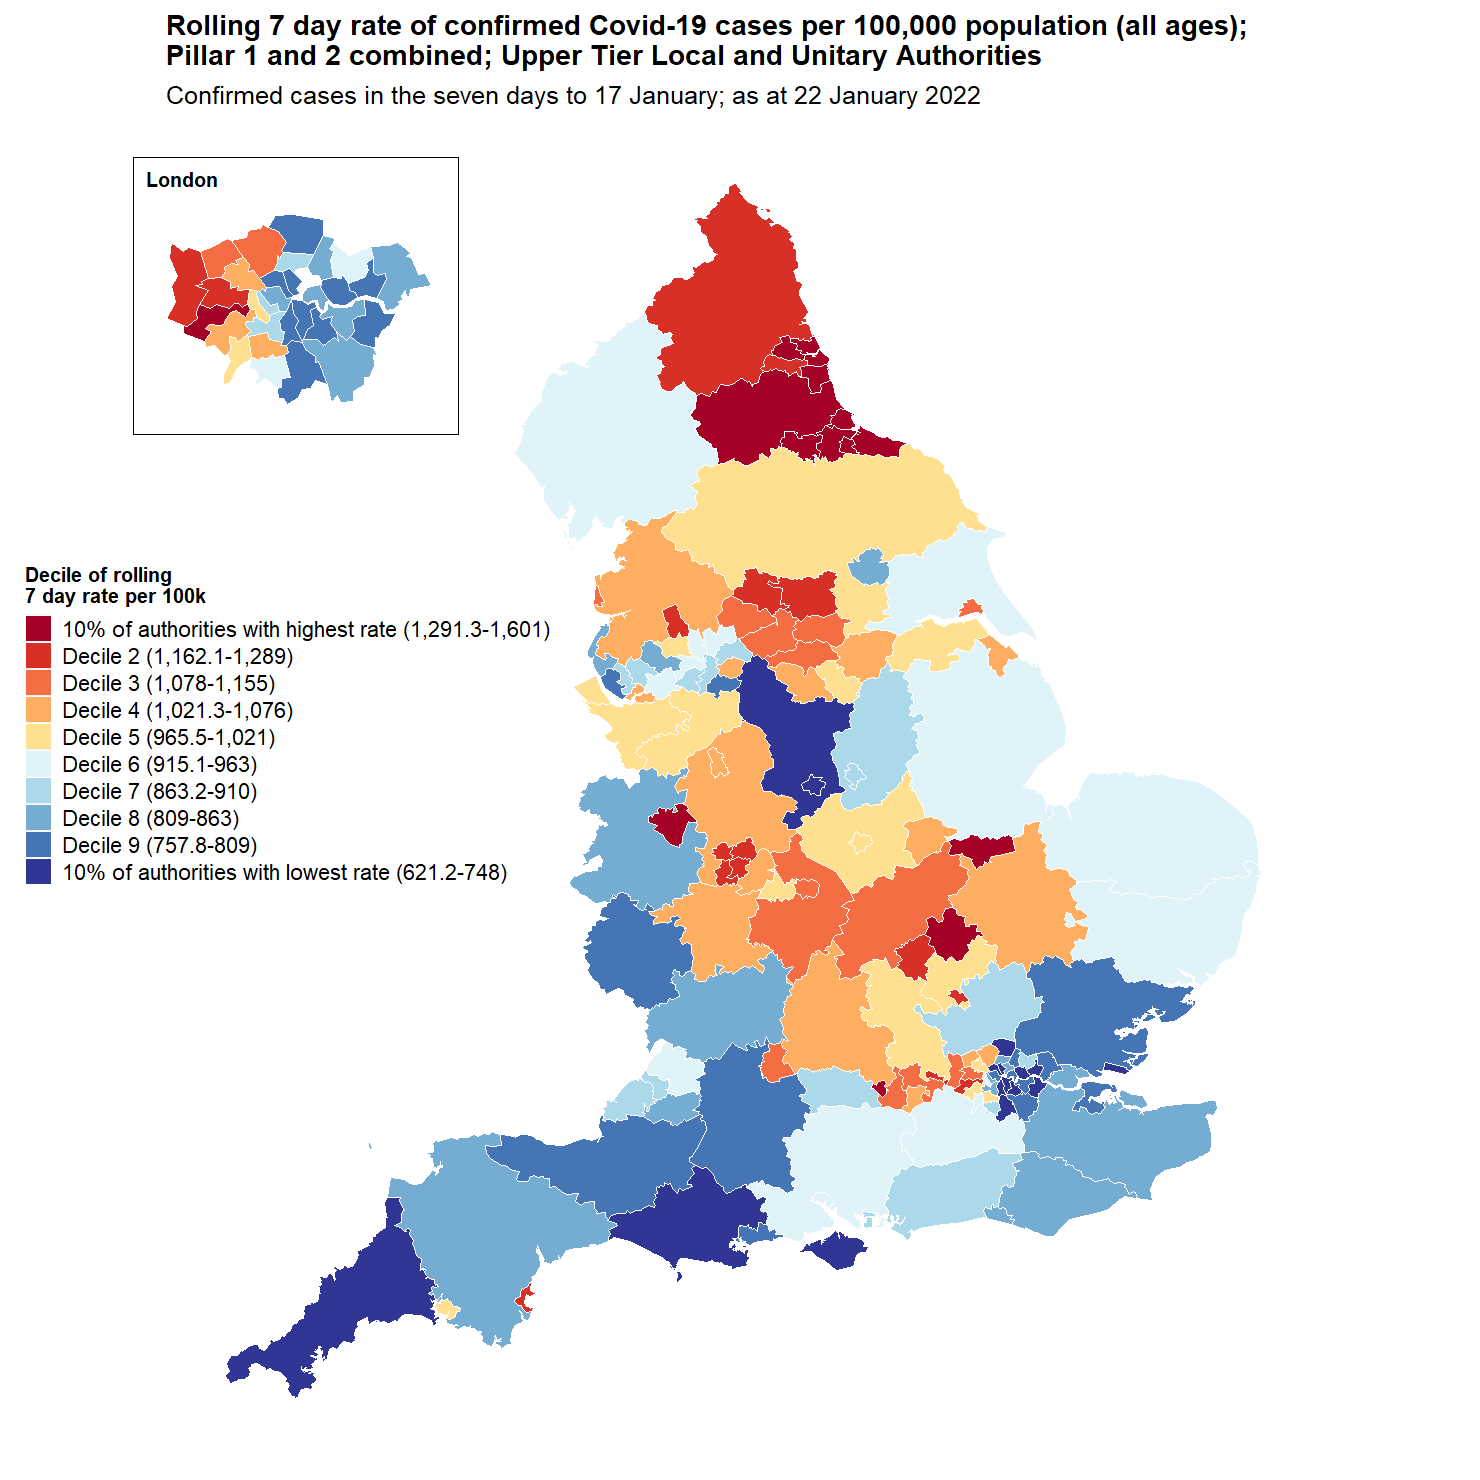 Rolling 7 day rate of confirmed Covid-19 cases per 100,000 population (all ages);
Pillar 1 and 2 combined; Upper Tier Local and Unitary Authorities
Confirmed cases in the seven days to 17 January; as at 22 January 2022
London
Decile of rolling
7 day rate per 100k
10% of authorities with highest rate (1,291.3-1,601)
Decile 2 (1,162.1-1,289)
Decile 3 (1,078-1,155)
Decile 4 (1,021.3-1,076)
Decile 5 (965.5-1,021)
Decile 6 (915.1-963)
Decile 7 (863.2-910)
Decile 8 (809-863)
Decile 9 (757.8-809)
10% of authorities with lowest rate (621.2-748)